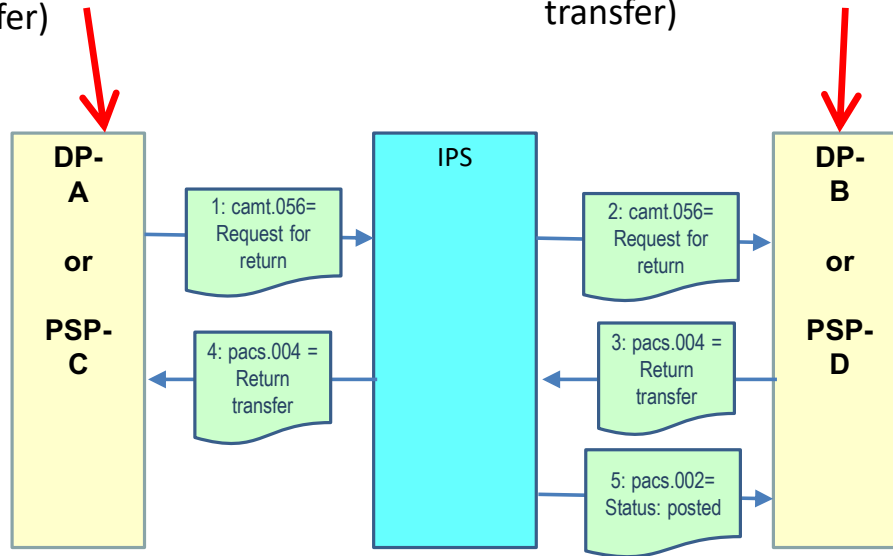 fer)
transfer)
DP-
A
or
PSP-
C
1: camt.056=
Request for
return
4: pacs.004 =
Return
transfer
IPS
2: camt.056=
Request for
return
3: pacs.004 =
Return
transfer
5: pacs.002=
Status: posted
DP-
B
or
PSP-
D